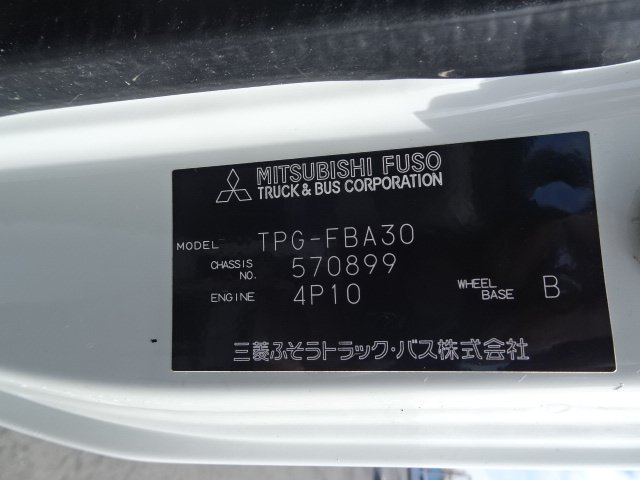 MITSUBISHI FUSO
TRUCK & BUS CORPORATION
MODEL TPG-FBA30
CHASSIS NO. 570899
ENGINE 4P10 WHEEL BASE B
三菱ふそうトラック・バス株式会社